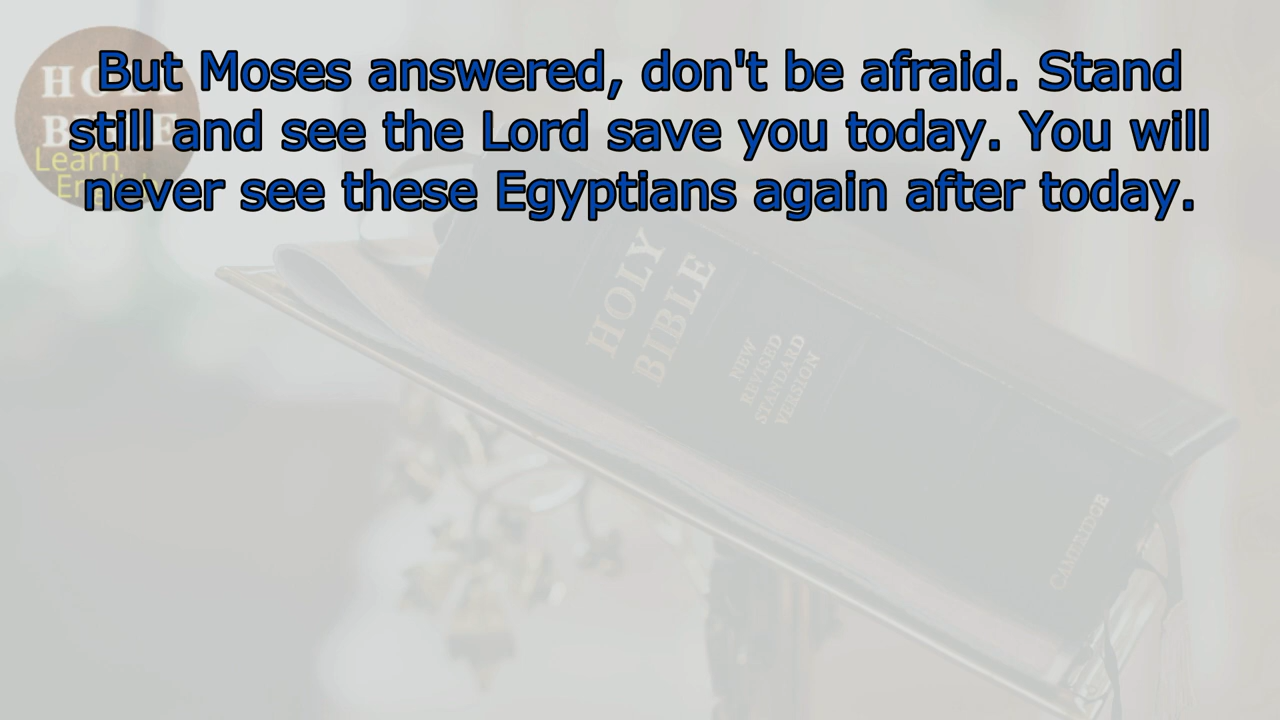 But Moses answered, don't be afraid. Stand
still and see the Lord save you today. You will
never see these Egyptians again after today.
HOLY
BIBLE
Learn
English
HOLY
BIBLE
NEW
REVISED
STANDARD
VERSION
CAMBRIDGE